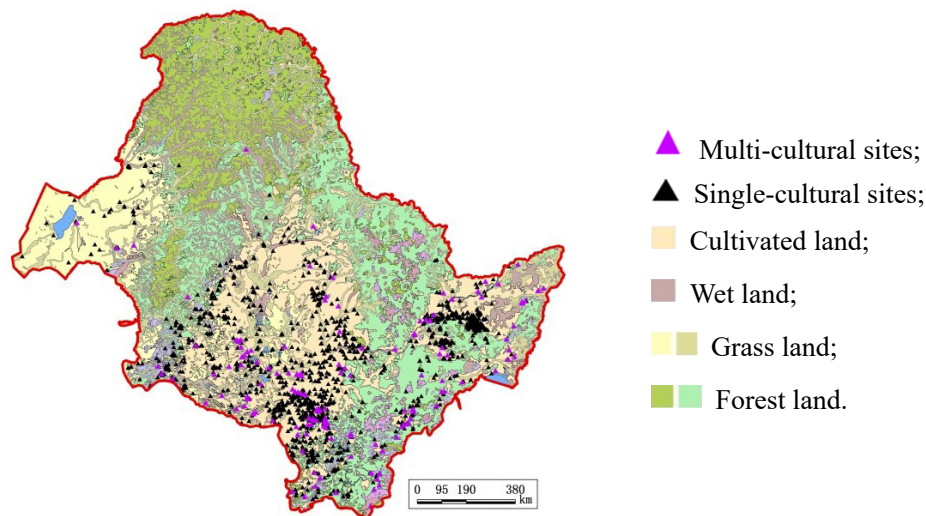 Multi-cultural sites;
Single-cultural sites;
Cultivated land;
Wet land;
Grass land;
Forest land.
0 95 190 380
km